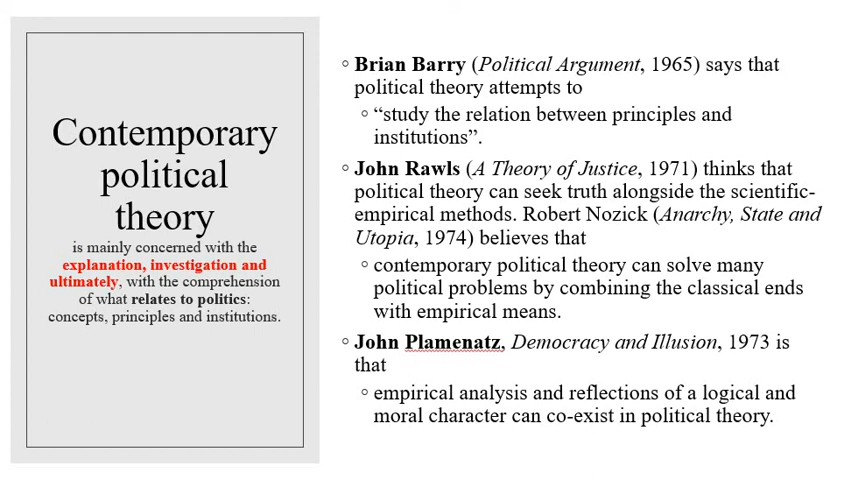 Contemporary
political
theory
is mainly concerned with the
explanation, investigation and
ultimately, with the comprehension
of what relates to politics:
concepts, principles and institutions.
◦ Brian Barry (Political Argument, 1965) says that
political theory attempts to
◦ “study the relation between principles and
institutions”.
◦ John Rawls (A Theory of Justice, 1971) thinks that
political theory can seek truth alongside the scientific-
empirical methods. Robert Nozick (Anarchy, State and
Utopia, 1974) believes that
◦ contemporary political theory can solve many
political problems by combining the classical ends
with empirical means.
◦ John Plamenatz, Democracy and Illusion, 1973 is
that
◦ empirical analysis and reflections of a logical and
moral character can co-exist in political theory.